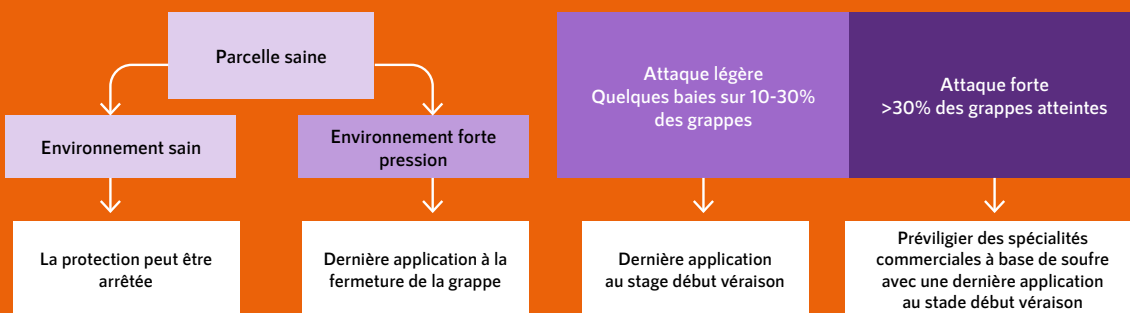 Parcelle saine
Environnement sain
Environnement forte
pression
Attaque légère
Quelques baies sur 10-30%
des grappes
Attaque forte
>30% des grappes atteintes
La protection peut être
arrêtée
Dernière application à la
fermeture de la grappe
Dernière application
au stage début véraison
Préviligier des spécialités
commerciales à base de soufre
avec une dernière application
au stade début véraison